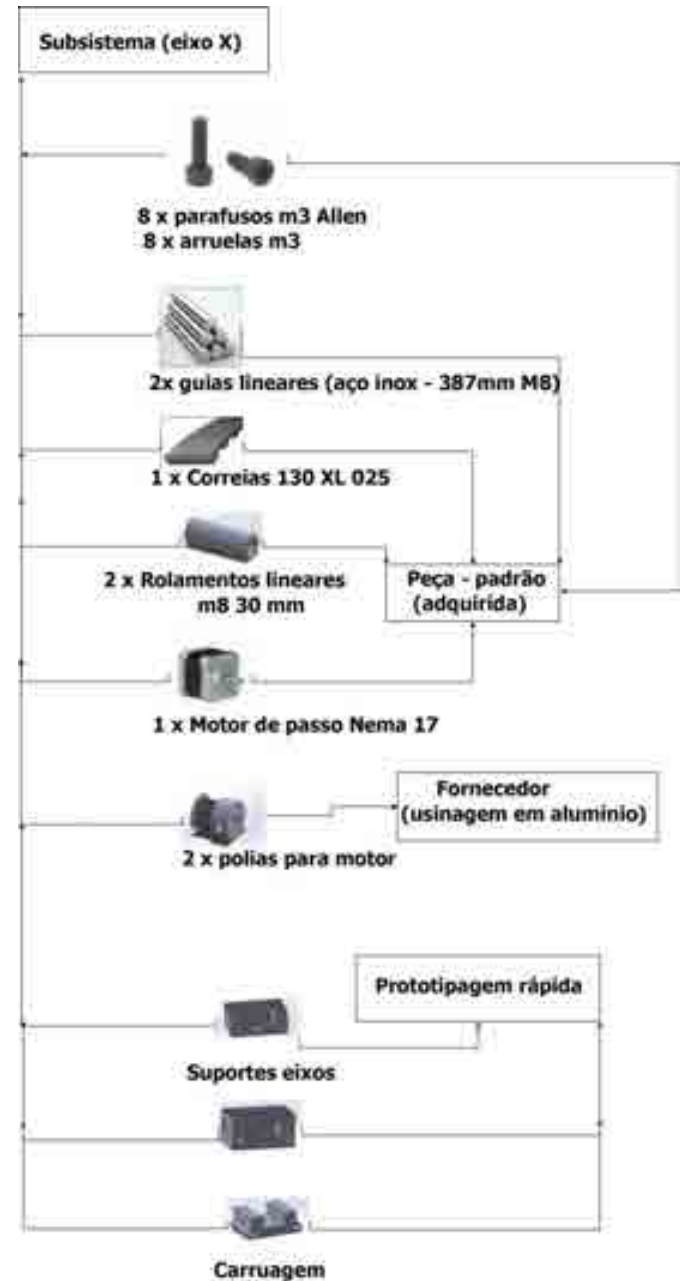 Subsistema (eixo X)
8 x parafusos m3 Allen
8 x arruelas m3
2x guias lineares (aço inox - 387mm M8)
1 x Correias 130 XL 025
2 x Rolamentos lineares
m8 30 mm
Peça - padrão
(adquirida)
1 x Motor de passo Nema 17
Fornecedor
(usinagem em alumínio)
2 x polias para motor
Prototipagem rápida
Suportes eixos
Carruagem